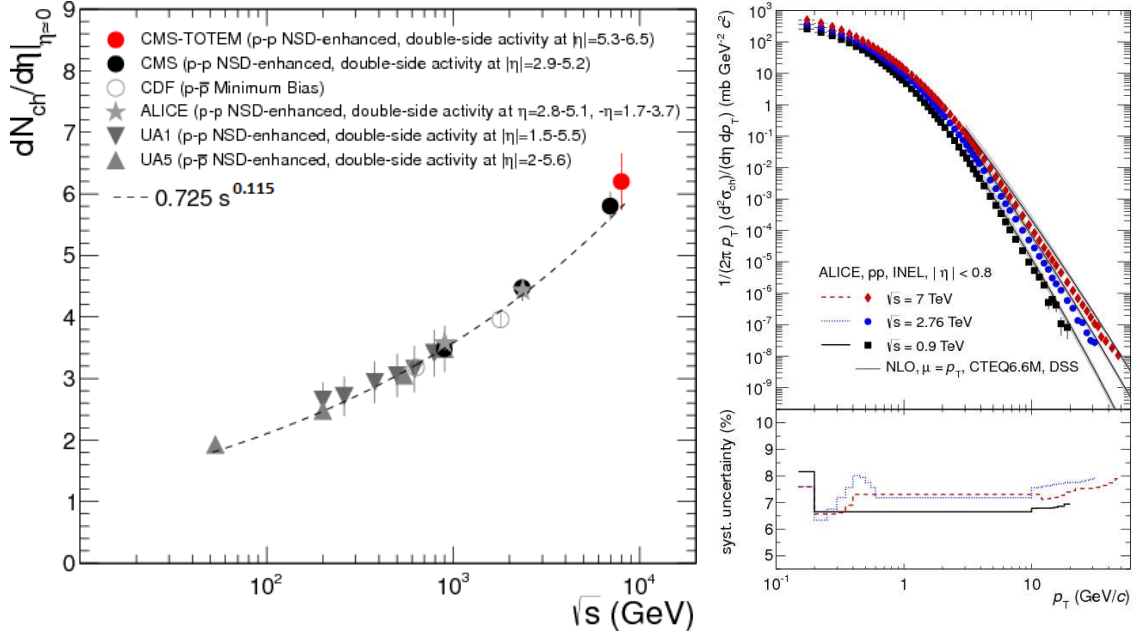 dN_ch/dη|_η≃0
9
8
7
6
5
4
3
2
1
0
CMS-TOTEM (p-p NSD-enhanced, double-side activity at |η|=5.3-6.5)
CMS (p-p NSD-enhanced, double-side activity at |η|=2.9-5.2)
CDF (p-p̅ Minimum Bias)
ALICE (p-p NSD-enhanced, double-side activity at η=2.8-5.1, -η=1.7-3.7)
UA1 (p-p NSD-enhanced, double-side activity at |η|=1.5-5.5)
UA5 (p-p̅ NSD-enhanced, double-side activity at |η|=2-5.6)
0.725 s^0.115
10^2
10^3
10^4
√s (GeV)
1/(2π p_T) (d^2σ_ch)/(dη dp_T) (mb GeV^-2 c^2)
10^3
10^2
10
1
10^-1
10^-2
10^-3
10^-4
10^-5
10^-6
10^-7
10^-8
10^-9
ALICE, pp, INEL, | η | < 0.8
√s = 7 TeV
√s = 2.76 TeV
√s = 0.9 TeV
NLO, μ = p_T, CTEQ6.6M, DSS
syst. uncertainty (%)
10
9
8
7
6
5
10^-1
1
10
p_T (GeV/c)